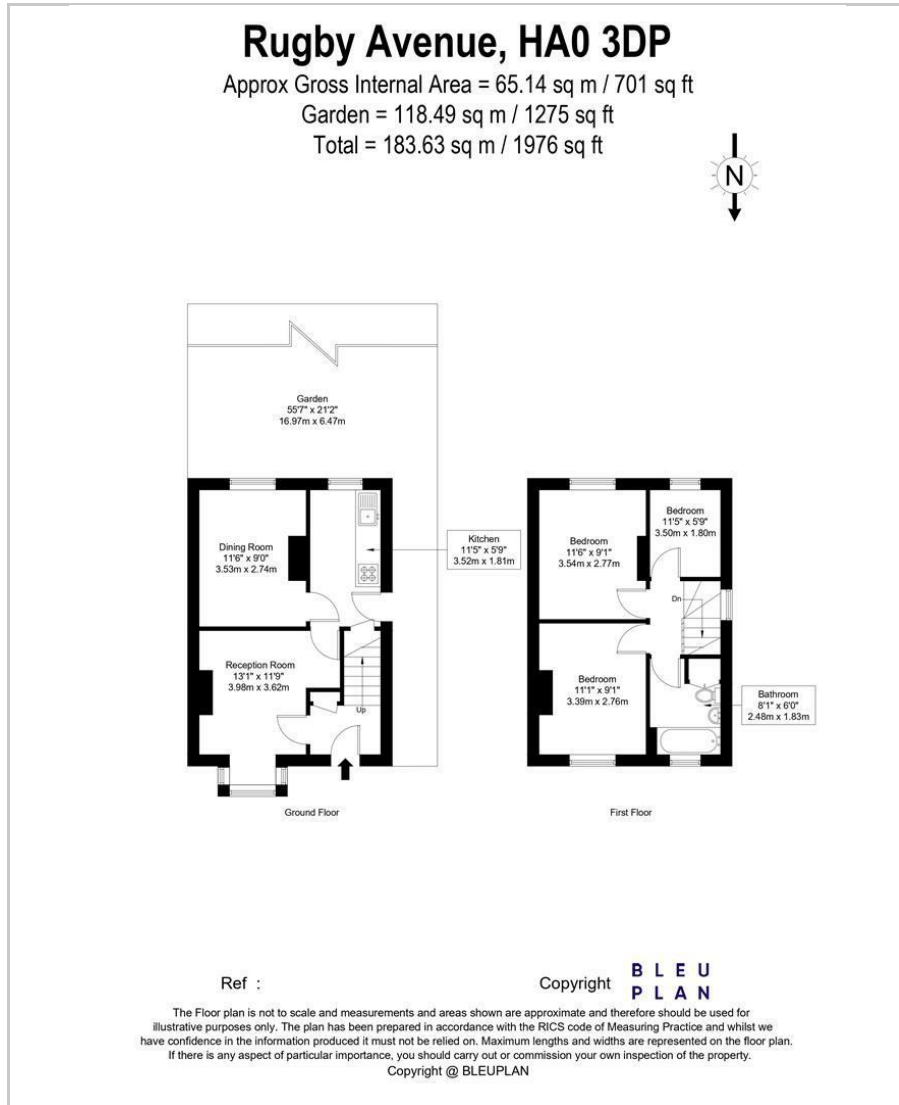 Rugby Avenue, HA0 3DP
Approx Gross Internal Area = 65.14 sq m / 701 sq ft
Garden = 118.49 sq m / 1275 sq ft
Total = 183.63 sq m / 1976 sq ft
N
Garden
55'7" x 21'2"
16.97m x 6.47m
Dining Room
11'6" x 9'0"
3.53m x 2.74m
Kitchen
11'5" x 5'9"
3.52m x 1.81m
Reception Room
13'1" x 11'9"
3.98m x 3.62m
Up
Ground Floor
Bedroom
11'5" x 5'9"
3.50m x 1.80m
Bedroom
11'6" x 9'1"
3.54m x 2.77m
Dn
Bedroom
11'1" x 9'1"
3.39m x 2.76m
Bathroom
8'1" x 6'0"
2.48m x 1.83m
First Floor
Ref :
Copyright
BLEU
PLAN
The Floor plan is not to scale and measurements and areas shown are approximate and therefore should be used for
illustrative purposes only. The plan has been prepared in accordance with the RICS code of Measuring Practice and whilst we
have confidence in the information produced it must not be relied on. Maximum lengths and widths are represented on the floor plan.
If there is any aspect of particular importance, you should carry out or commission your own inspection of the property.
Copyright @ BLEUPLAN